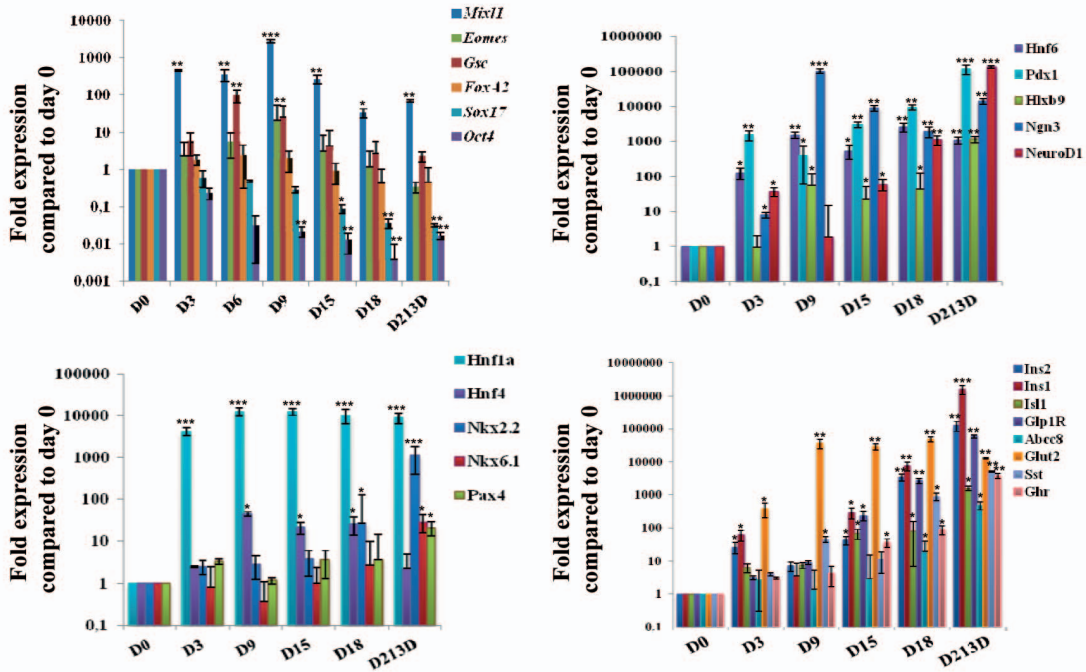 Fold expression
compared to day 0
10000
1000
100
10
1
0.1
0.01
0.001
***
**
**
**
**
**
**
*
**
**
**
*
**
**
**
**
**
**
D0
D3
D6
D9
D15
D18
D213D
Mixl1
Eomes
Gsc
FoxA2
Sox17
Oct4
Fold expression
compared to day 0
1000000
100000
10000
1000
100
10
1
0.1
**
*
*
*
**
*
*
***
*
**
**
*
*
**
**
*
**
**
**
***
**
**
***
D0
D3
D9
D15
D18
D213D
Hnf6
Pdx1
Hlxb9
Ngn3
NeuroD1
Fold expression
compared to day 0
100000
10000
1000
100
10
1
0,1
***
***
*
***
*
***
*
*
***
***
*
*
D0
D3
D9
D15
D18
D213D
Hnf1a
Hnf4
Nkx2.2
Nkx6.1
Pax4
Fold expression
compared to day 0
10000000
1000000
100000
10000
1000
100
10
1
0.1
*
*
*
**
*
*
*
*
*
**
*
*
**
**
*
**
*
**
*
*
**
***
**
**
*
**
**
**
D0
D3
D9
D15
D18
D213D
Ins2
Ins1
Isl1
Glp1R
Abcc8
Glut2
Sst
Ghr